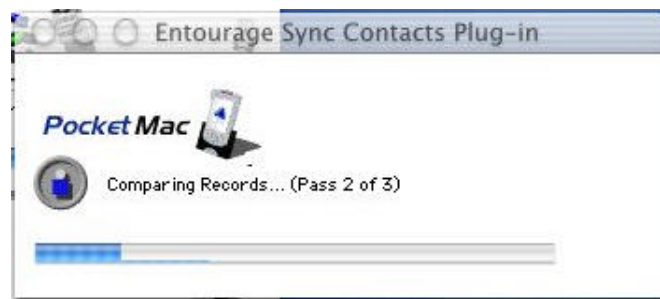 Entourage Sync Contacts Plug-in
PocketMac
Comparing Records... (Pass 2 of 3)